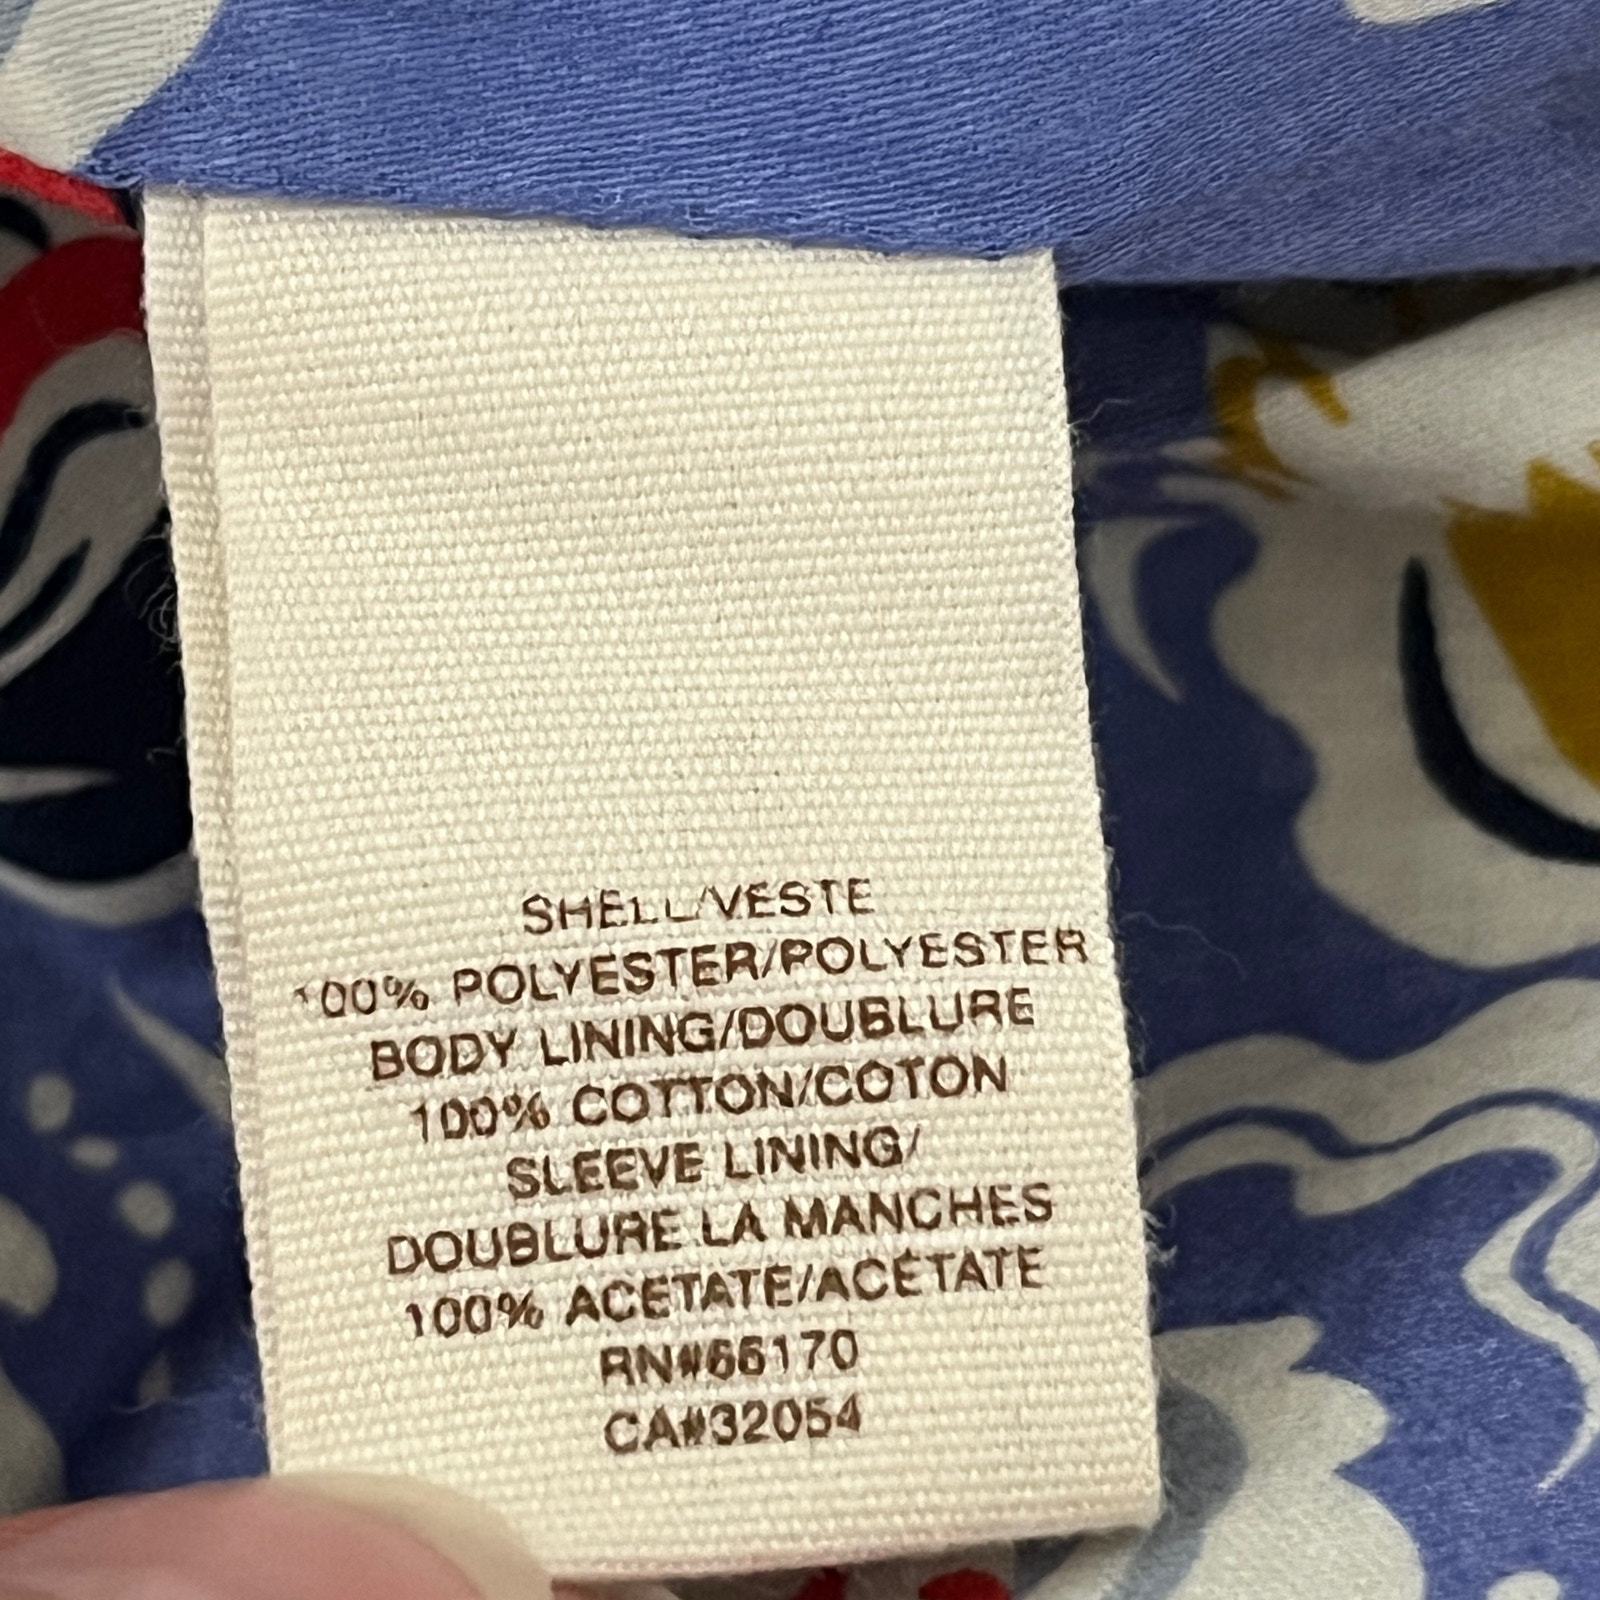 SHELL/VESTE
100% POLYESTER/POLYESTER
BODY LINING/DOUBLURE
100% COTTON/COTON
SLEEVE LINING/
DOUBLURE LA MANCHES
100% ACETATE/ACÉTATE
RN#66170
CA#32054